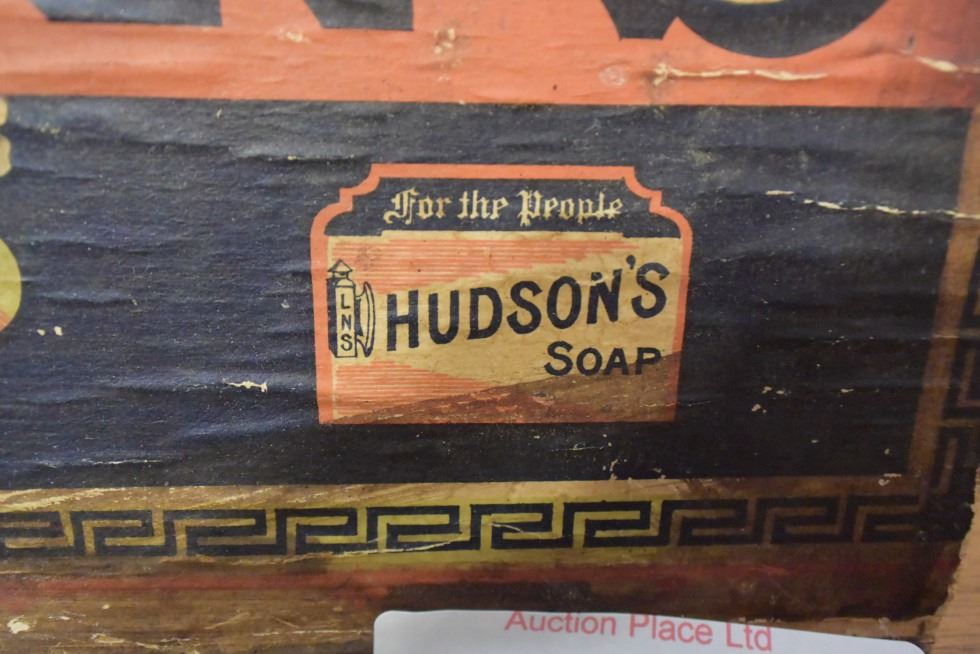 For the People
LNS
HUDSON'S
SOAP
Auction Place Ltd